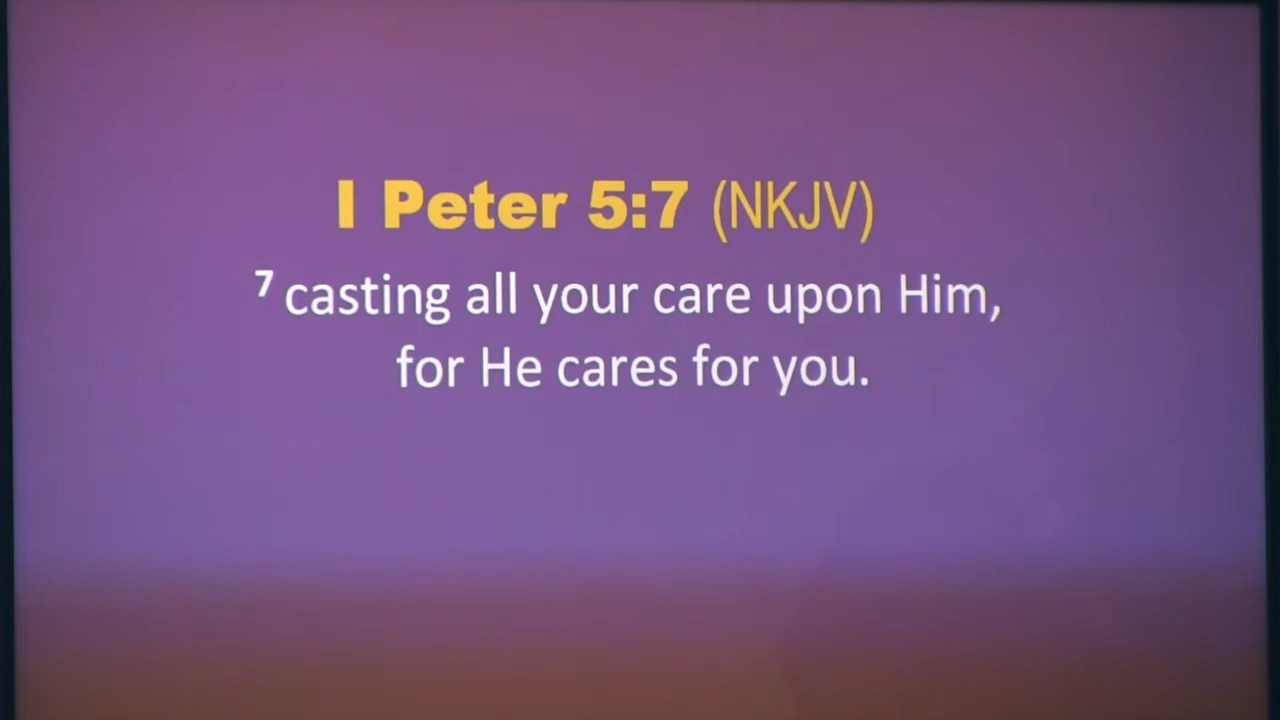 I Peter 5:7 (NKJV)
7 casting all your care upon Him,
for He cares for you.